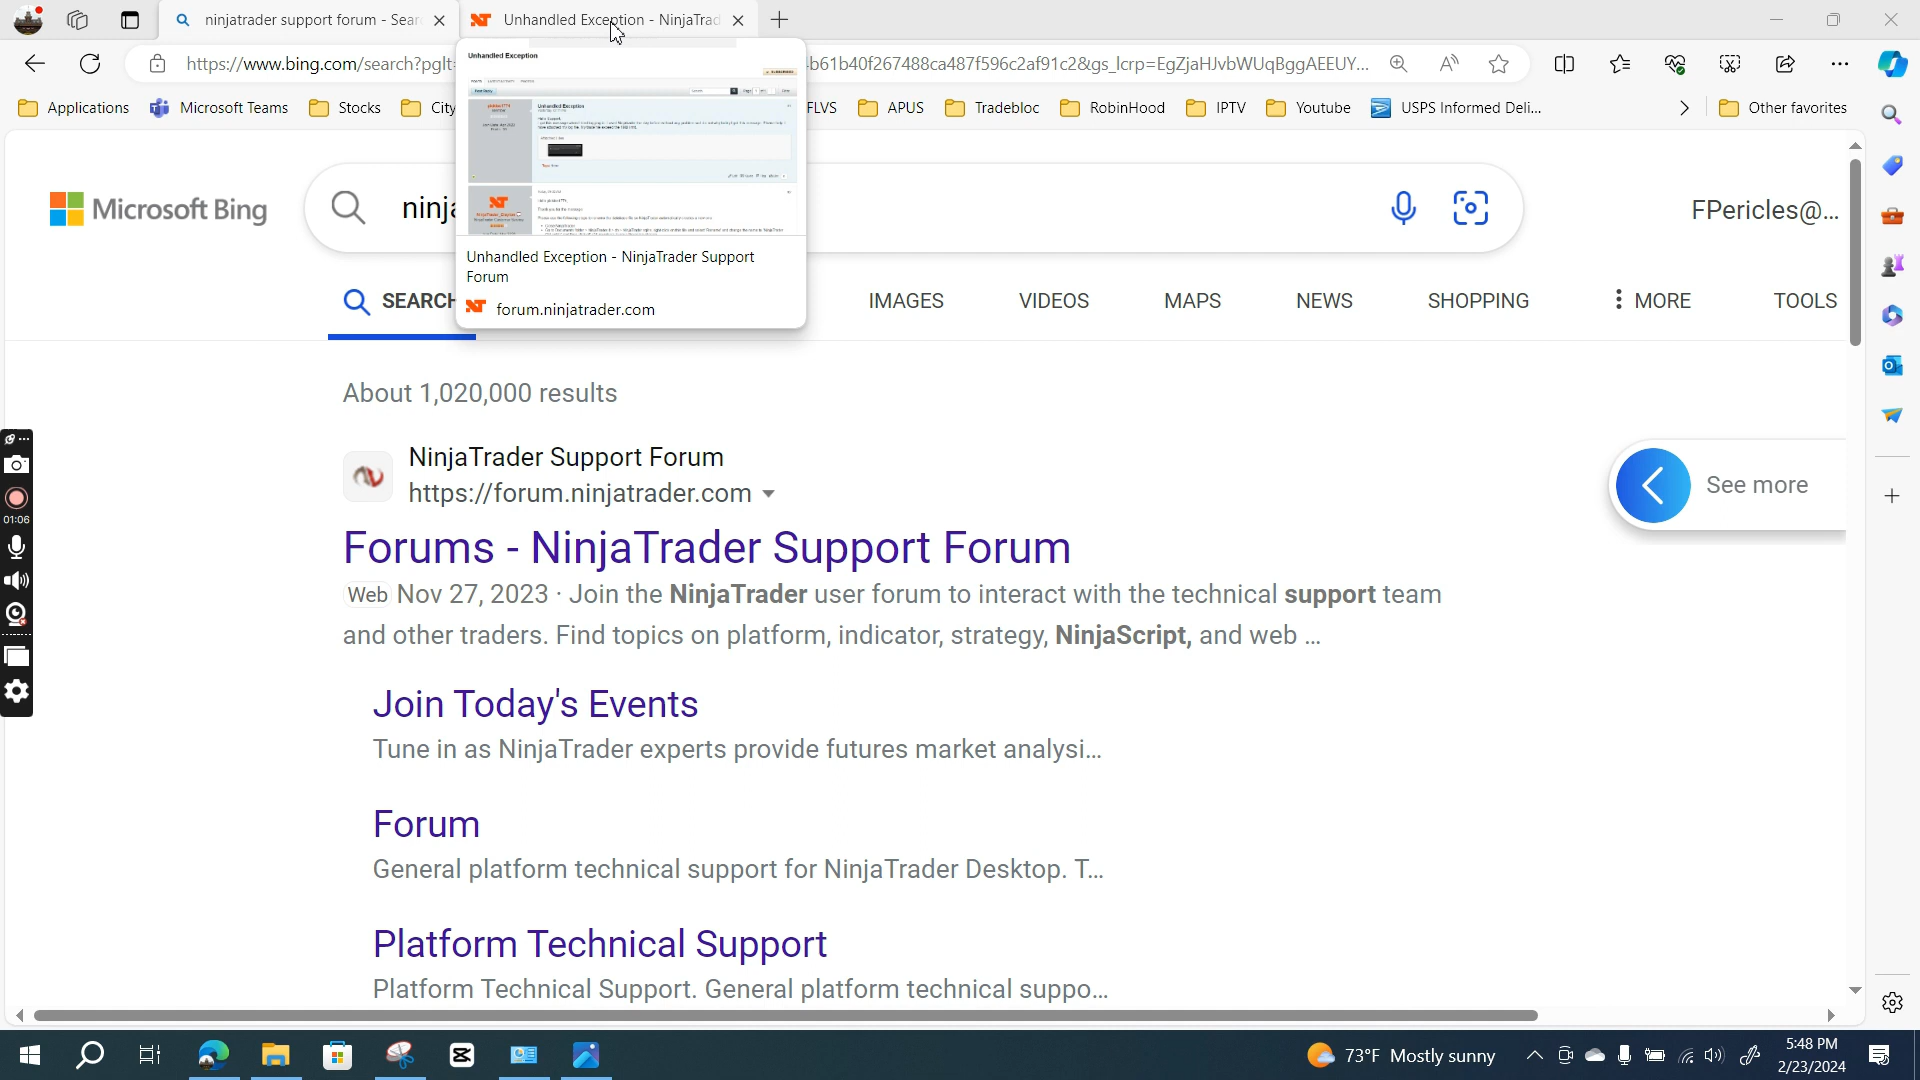 ninjatrader support forum - Sear
Unhandled Exception - NinjaTrad
https://www.bing.com/search?pglt=
b61b40f267488ca487f596c2af91c2&gs_lcrp=EgZjaHJvbWUqBggAEEUY...
Applications
Microsoft Teams
Stocks
City
FLVS
APUS
Tradebloc
RobinHood
IPTV
Youtube
USPS Informed Deli...
Other favorites
Unhandled Exception
Unhandled Exception
Unhandled Exception - NinjaTrader Support
Forum
forum.ninjatrader.com
Microsoft Bing
ninja
FPericles@...
SEARCH
IMAGES
VIDEOS
MAPS
NEWS
SHOPPING
MORE
TOOLS
About 1,020,000 results
NinjaTrader Support Forum
https://forum.ninjatrader.com
See more
Forums - NinjaTrader Support Forum
Web Nov 27, 2023 · Join the NinjaTrader user forum to interact with the technical support team
and other traders. Find topics on platform, indicator, strategy, NinjaScript, and web ...
Join Today's Events
Tune in as NinjaTrader experts provide futures market analysi...
Forum
General platform technical support for NinjaTrader Desktop. T...
Platform Technical Support
Platform Technical Support. General platform technical suppo...
01:06
73°F Mostly sunny
5:48 PM
2/23/2024